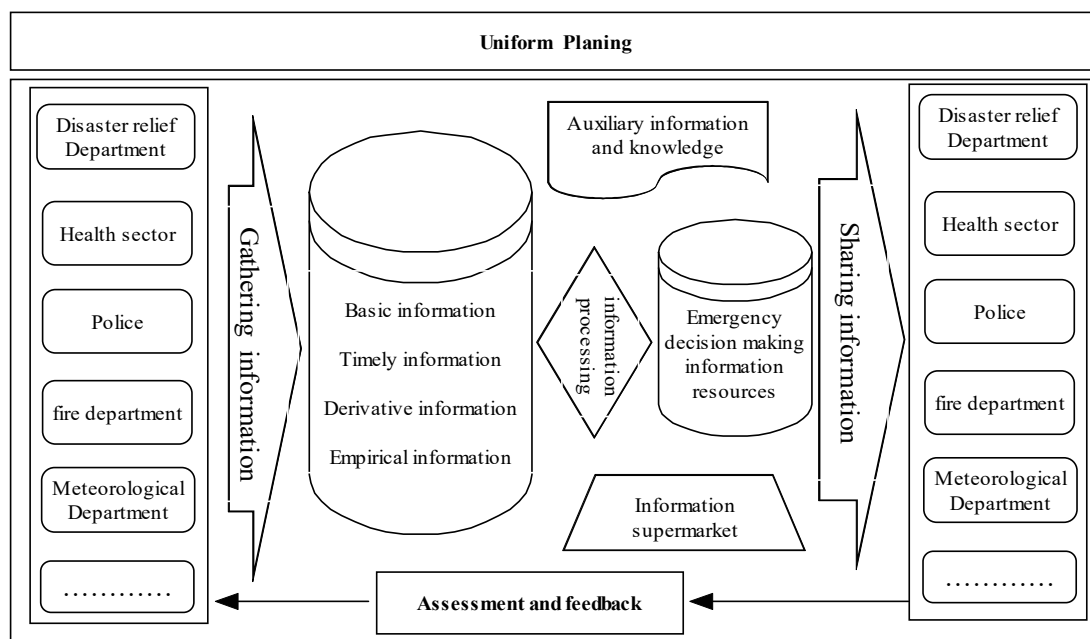 Uniform Planing
Disaster relief
Department
Health sector
Police
fire department
Meteorological
Department
…………
Gathering information
Basic information
Timely information
Derivative information
Empirical information
Auxiliary information
and knowledge
information
processing
Emergency
decision making
information
resources
Information
supermarket
Sharing information
Disaster relief
Department
Health sector
Police
fire department
Meteorological
Department
…………
Assessment and feedback